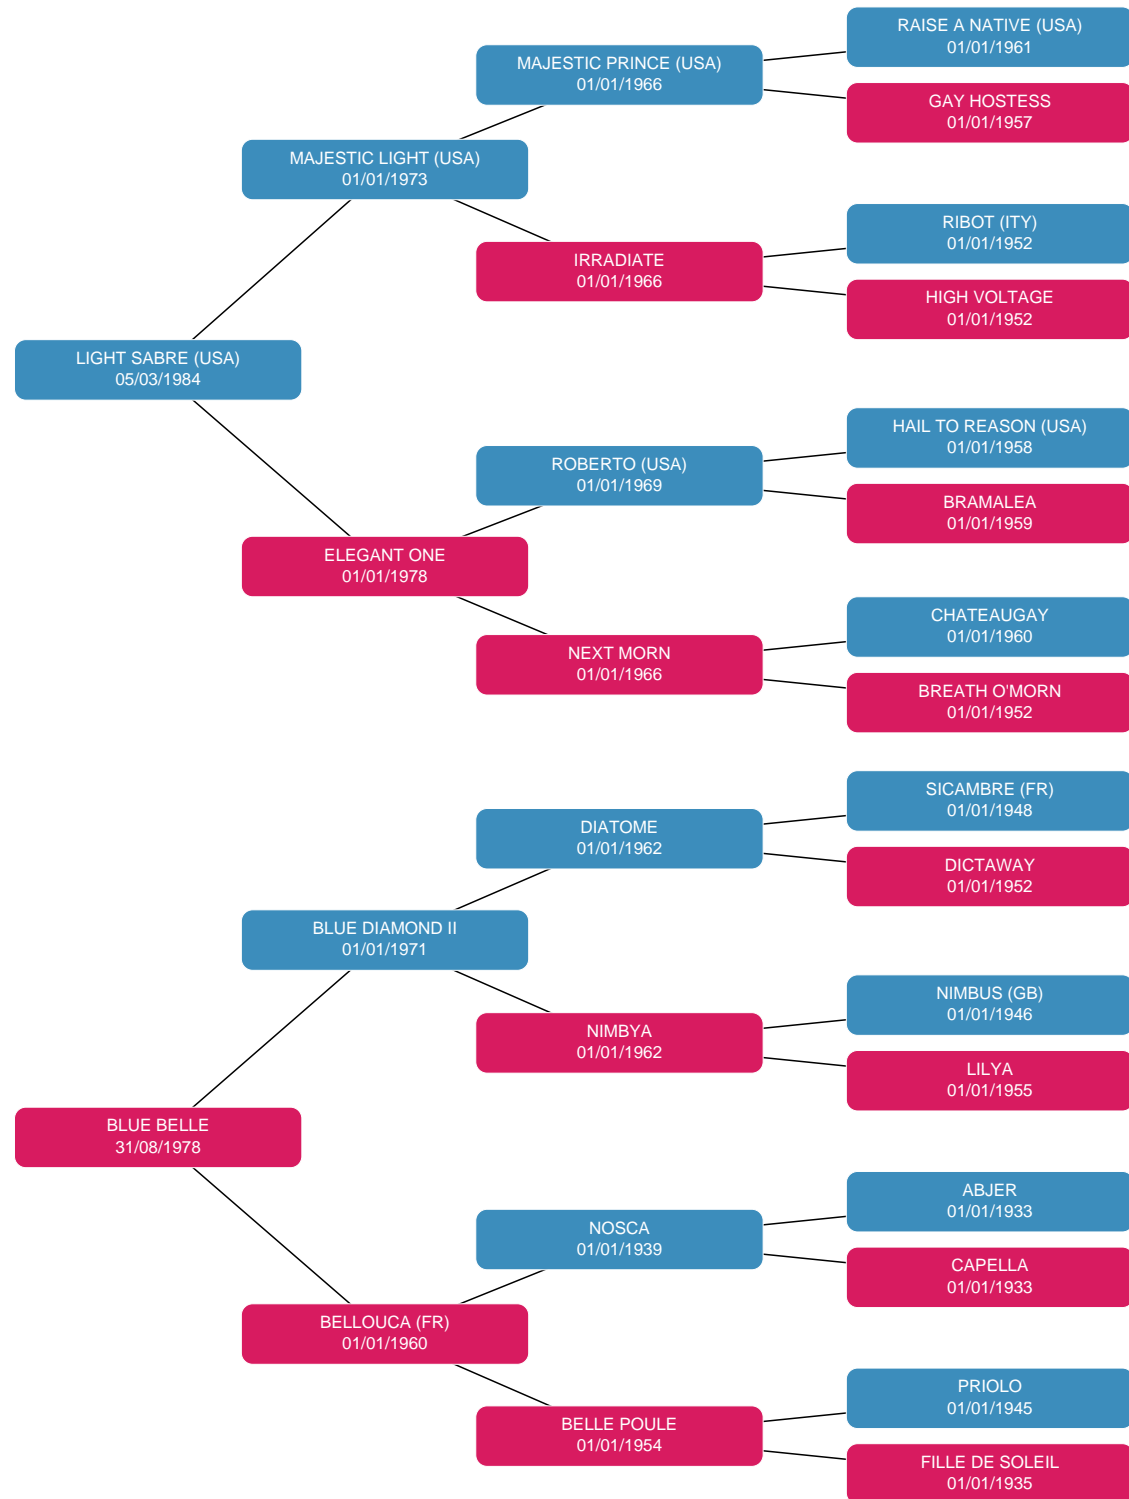 RAISE A NATIVE (USA)
01/01/1961
MAJESTIC PRINCE (USA)
01/01/1966
GAY HOSTESS
01/01/1957
MAJESTIC LIGHT (USA)
01/01/1973
RIBOT (ITY)
01/01/1952
IRRADIATE
01/01/1966
HIGH VOLTAGE
01/01/1952
LIGHT SABRE (USA)
05/03/1984
HAIL TO REASON (USA)
01/01/1958
ROBERTO (USA)
01/01/1969
BRAMALEA
01/01/1959
ELEGANT ONE
01/01/1978
CHATEAUGAY
01/01/1960
NEXT MORN
01/01/1966
BREATH O'MORN
01/01/1952
SICAMBRE (FR)
01/01/1948
DIATOME
01/01/1962
DICTAWAY
01/01/1952
BLUE DIAMOND II
01/01/1971
NIMBUS (GB)
01/01/1946
NIMBYA
01/01/1962
LILYA
01/01/1955
BLUE BELLE
31/08/1978
ABJER
01/01/1933
NOSCA
01/01/1939
CAPELLA
01/01/1933
BELLOUCA (FR)
01/01/1960
PRIOLO
01/01/1945
BELLE POULE
01/01/1954
FILLE DE SOLEIL
01/01/1935